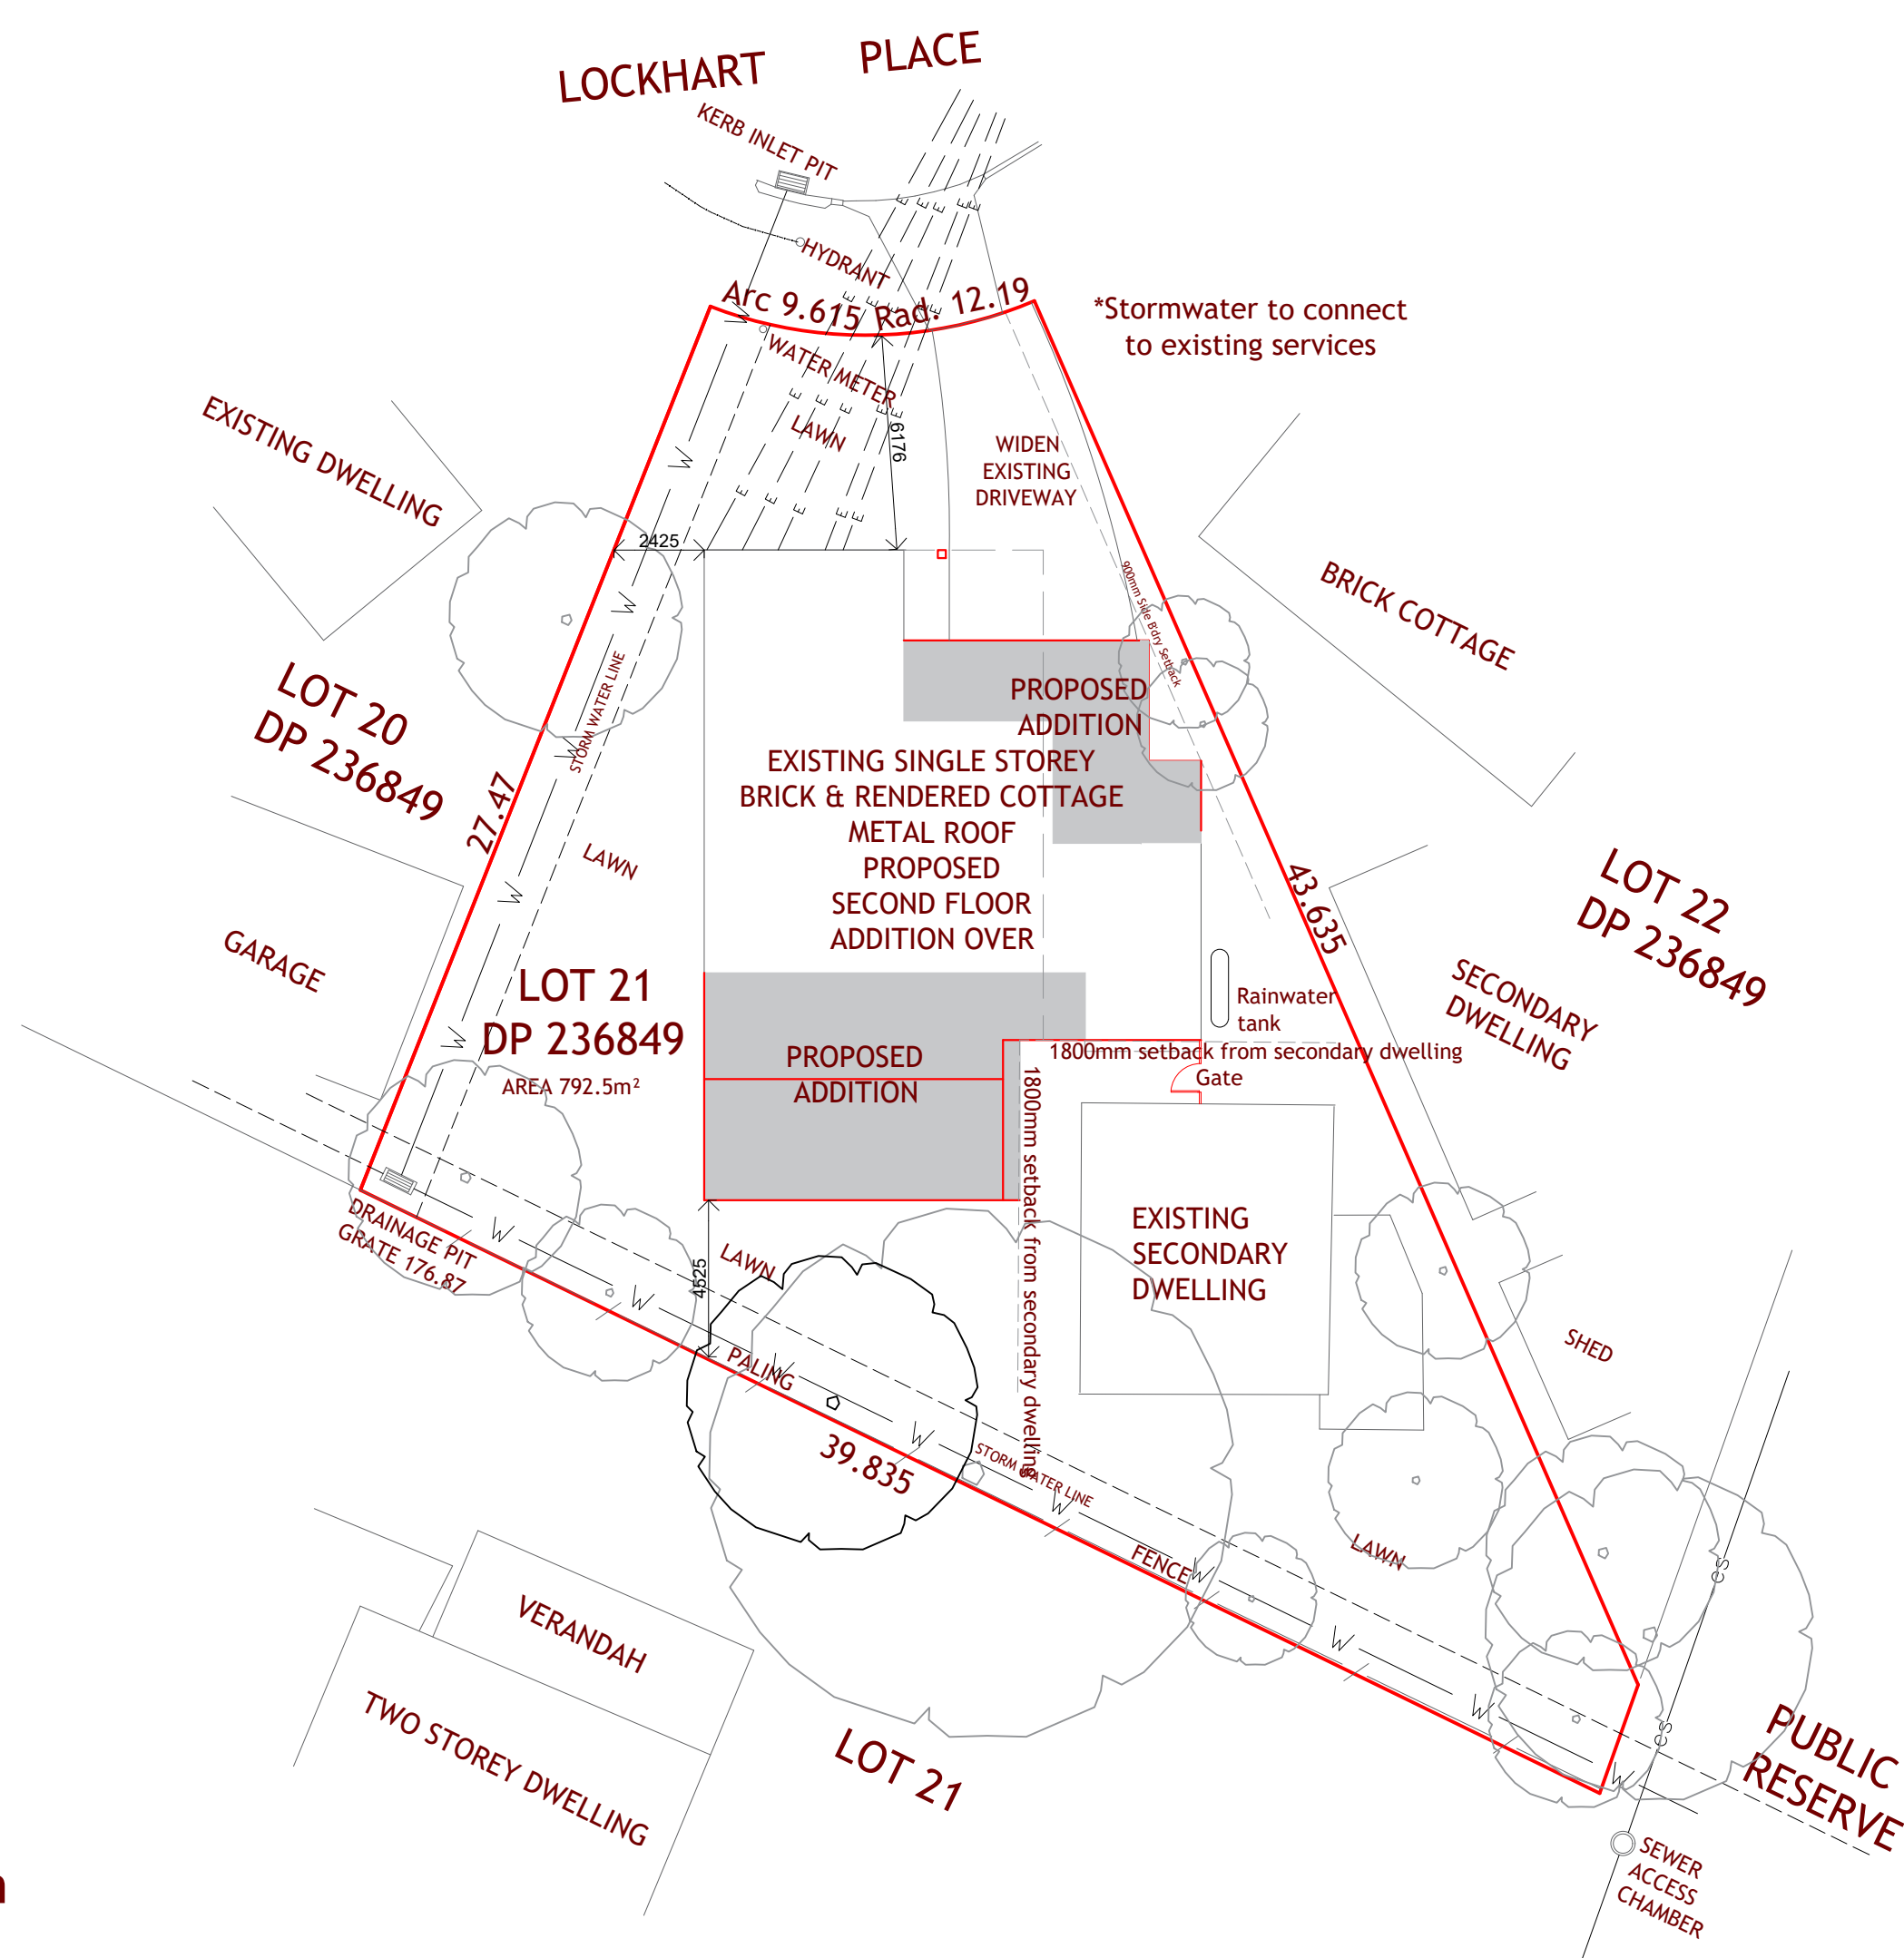 LOCKHART PLACE
KERB INLET PIT
HYDRANT
Arc 9.615 Rad. 12.19
*Stormwater to connect
to existing services
WATER METER
LAWN
6176
WIDEN
EXISTING
DRIVEWAY
EXISTING DWELLING
2425
900mm Side B'dry Setback
BRICK COTTAGE
STORM WATER LINE
LOT 20
DP 236849
27.47
PROPOSED
ADDITION
EXISTING SINGLE STOREY
BRICK & RENDERED COTTAGE
METAL ROOF
PROPOSED
SECOND FLOOR
ADDITION OVER
LAWN
43.635
LOT 22
DP 236849
GARAGE
LOT 21
DP 236849
AREA 792.5m²
SECONDARY
DWELLING
Rainwater
tank
PROPOSED
ADDITION
1800mm setback from secondary dwelling
Gate
1800mm setback from secondary dwelling
EXISTING
SECONDARY
DWELLING
DRAINAGE PIT
GRATE 176.87
LAWN
4525
SHED
PALING
39.835
STORM WATER LINE
FENCE
LAWN
VERANDAH
TWO STOREY DWELLING
LOT 21
PUBLIC
RESERVE
SEWER
ACCESS
CHAMBER
W W W W W W W
W W W W W W W W W
E E E E E
E E E E E
E E E E E
E E E E E
S
S